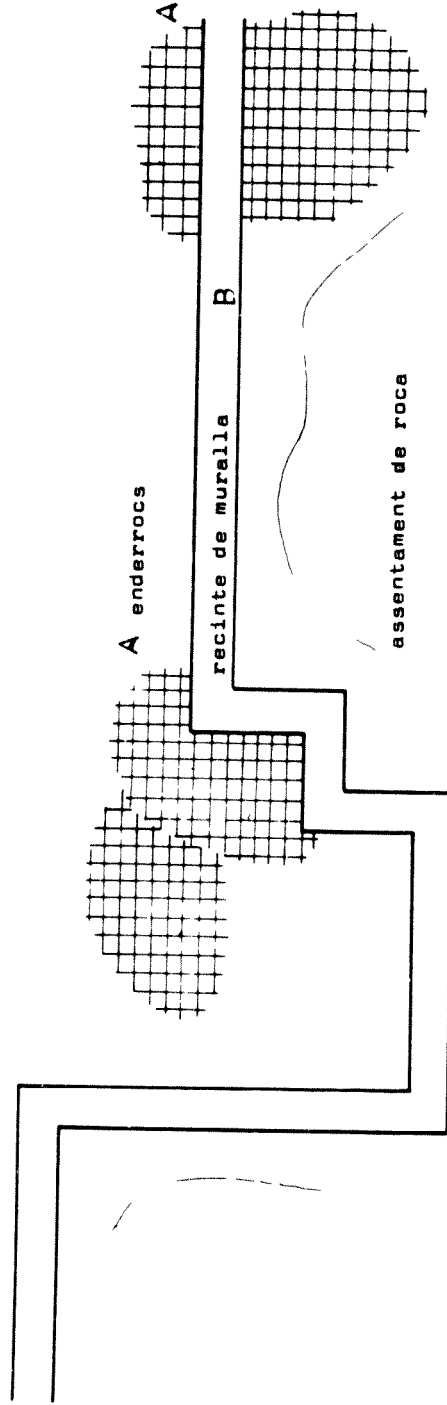 A
A enderrocs
recinte de muralla B
assentament de roca